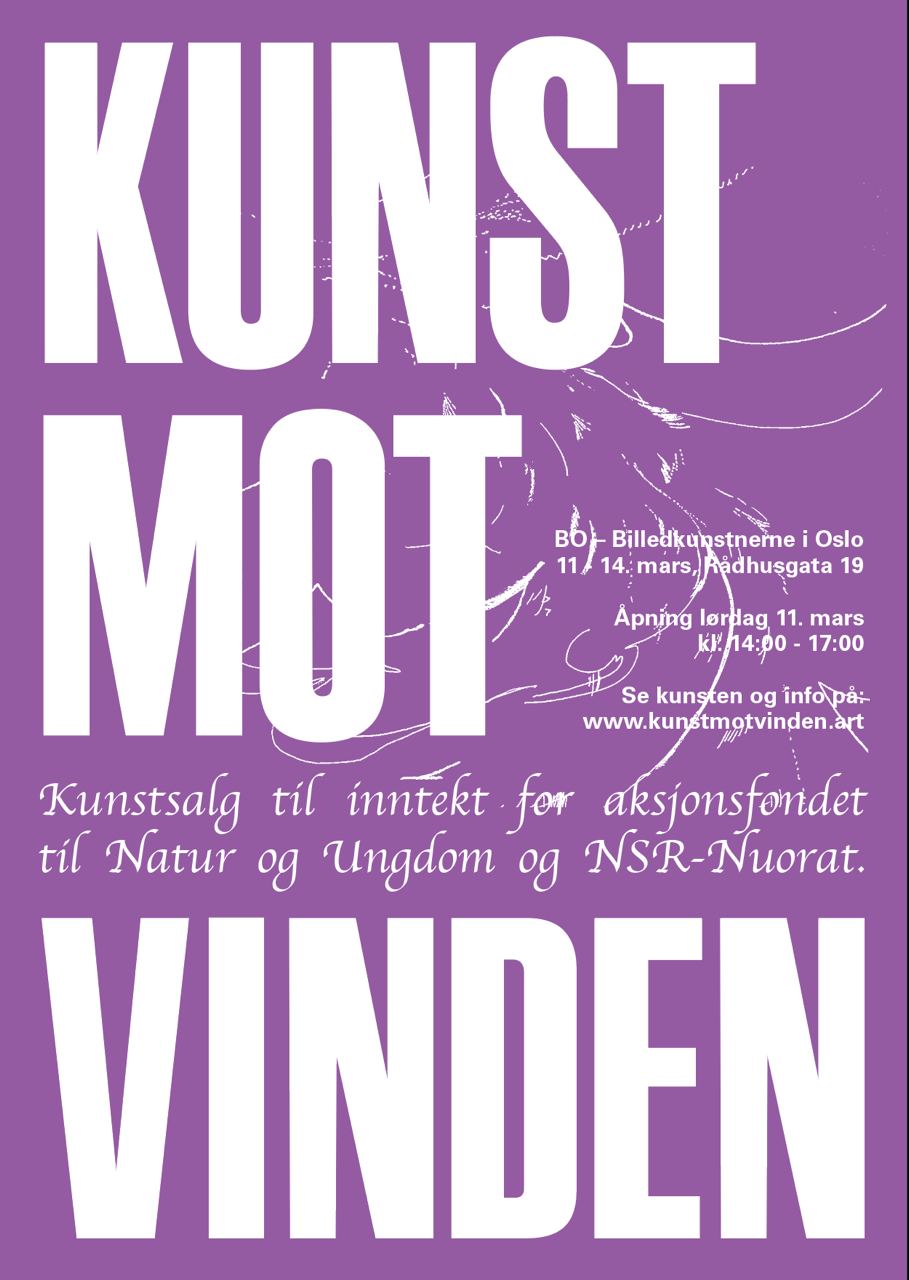 KUNST
MOT
BO – Billedkunstnerne i Oslo
11 - 14. mars, Rådhusgata 19
Åpning lørdag 11. mars
kl. 14:00 - 17:00
Se kunsten og info på:
www.kunstmotvinden.art
Kunstsalg til inntekt for aksjonsfondet
til Natur og Ungdom og NSR-Nuorat.
VINDEN